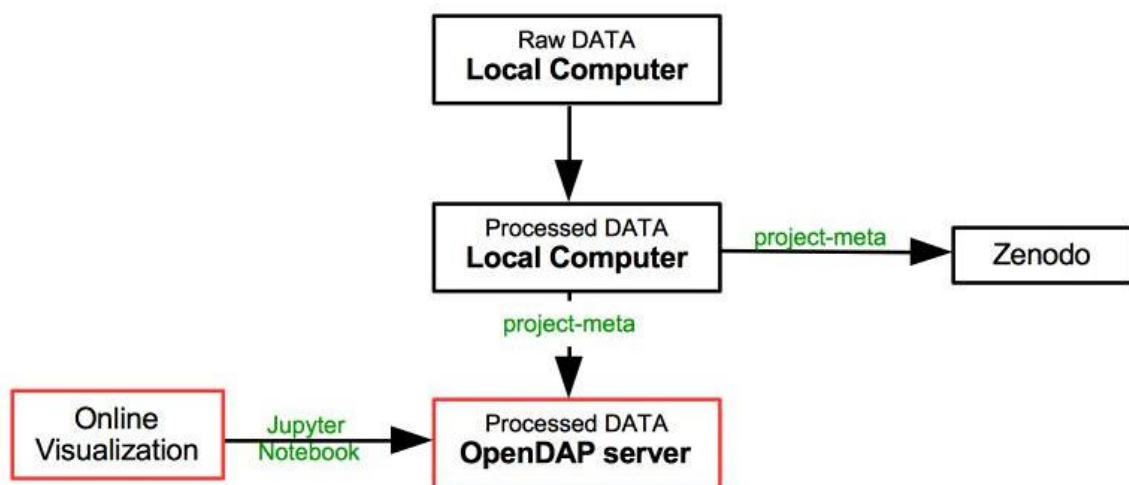 Raw DATA
Local Computer
Processed DATA
Local Computer
project-meta
Zenodo
project-meta
Online
Visualization
Jupyter
Notebook
Processed DATA
OpenDAP server